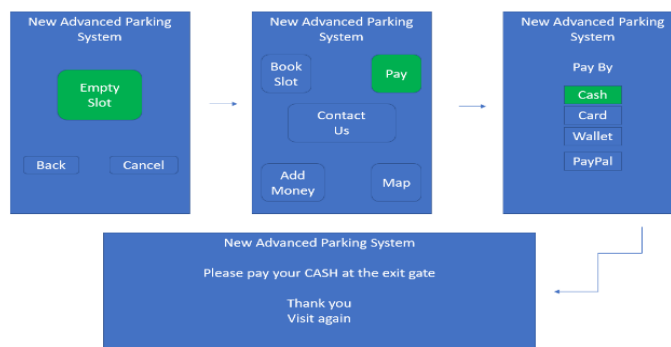 New Advanced Parking
System
Empty
Slot
Back
Cancel
New Advanced Parking
System
Book
Slot
Pay
Contact
Us
Add
Money
Map
New Advanced Parking
System
Pay By
Cash
Card
Wallet
PayPal
New Advanced Parking System
Please pay your CASH at the exit gate
Thank you
Visit again